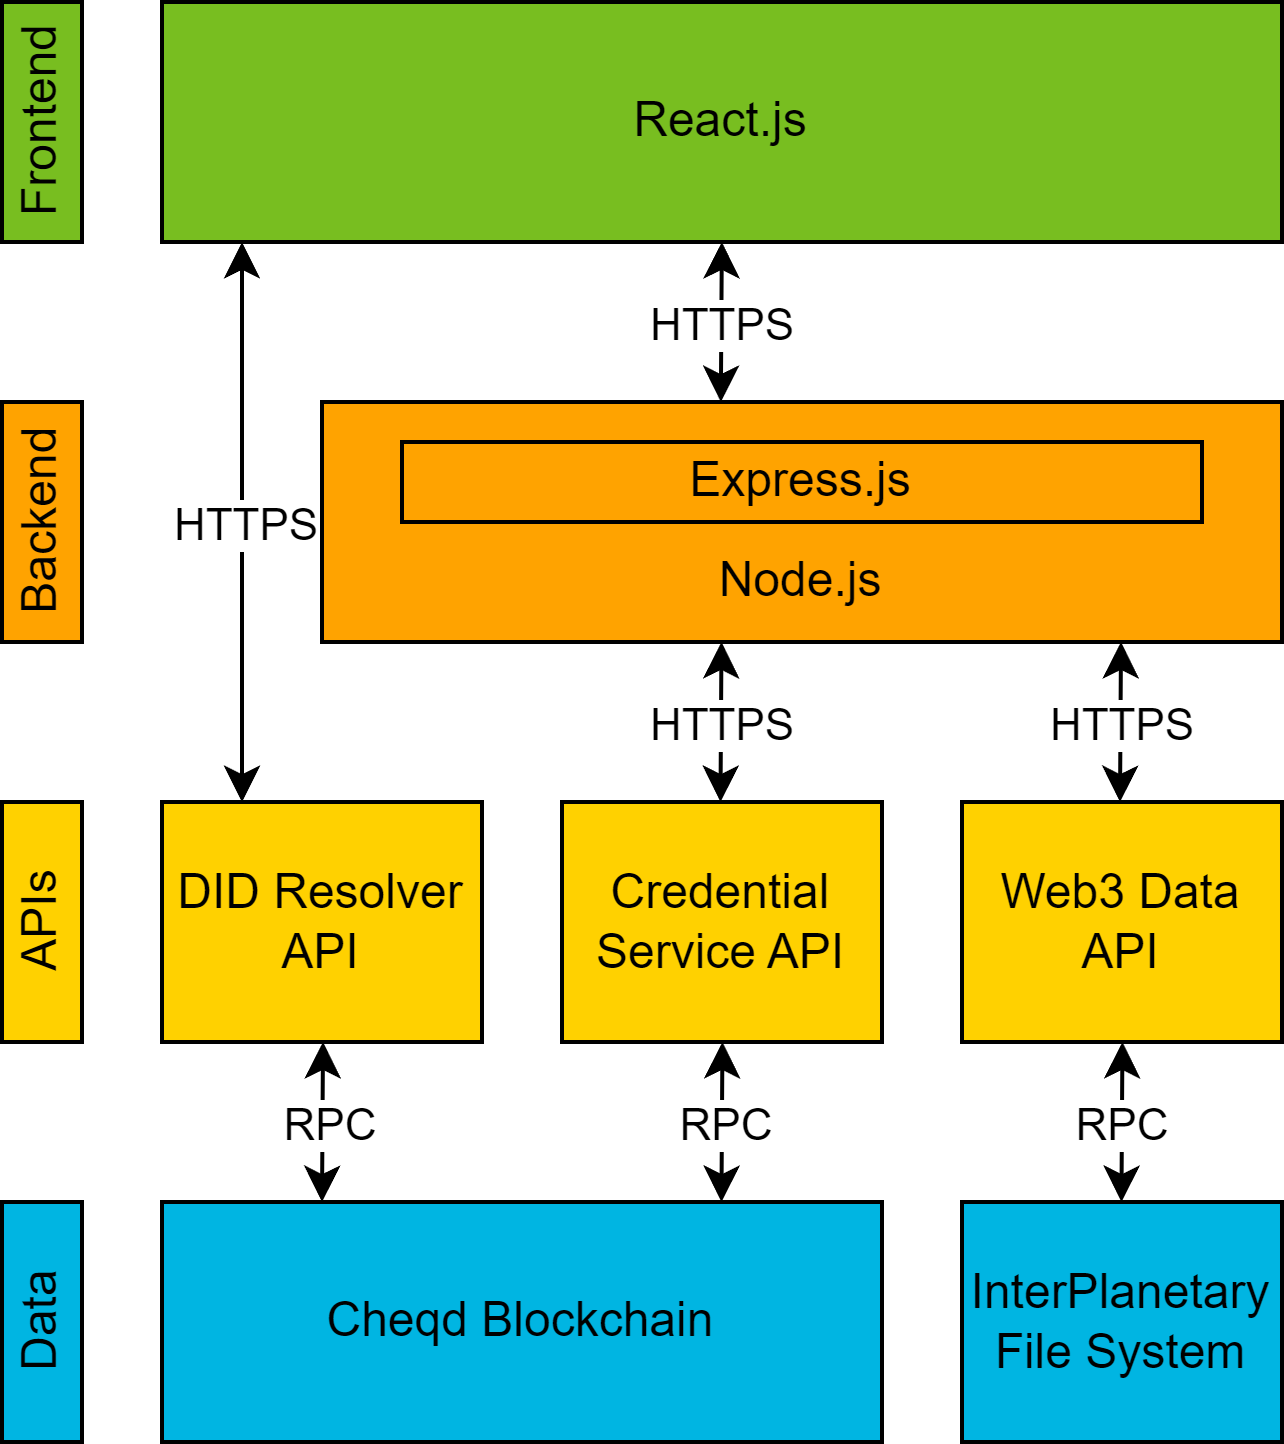 Frontend
React.js
HTTPS
Backend
Express.js
HTTPS
Node.js
HTTPS
HTTPS
APIs
DID Resolver
API
Credential
Service API
Web3 Data
API
RPC
RPC
RPC
Data
Cheqd Blockchain
InterPlanetary
File System